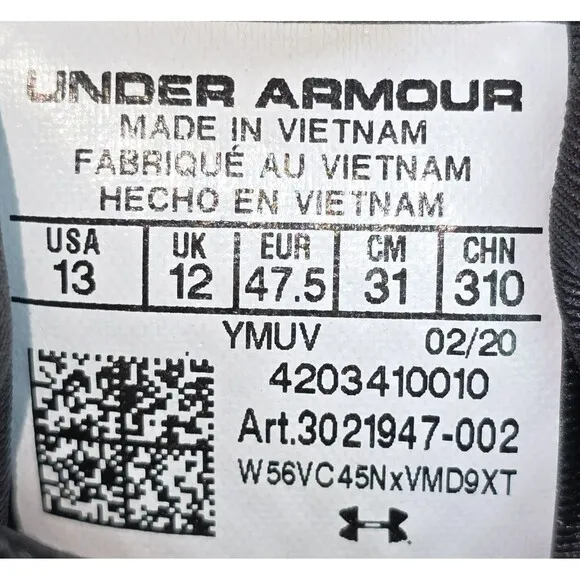 UNDER ARMOUR
MADE IN VIETNAM
FABRIQUÉ AU VIETNAM
HECHO EN VIETNAM
USA UK EUR CM CHN
13 12 47.5 31 310
YMUV 02/20
4203410010
Art.3021947-002
W56VC45NxVMD9XT